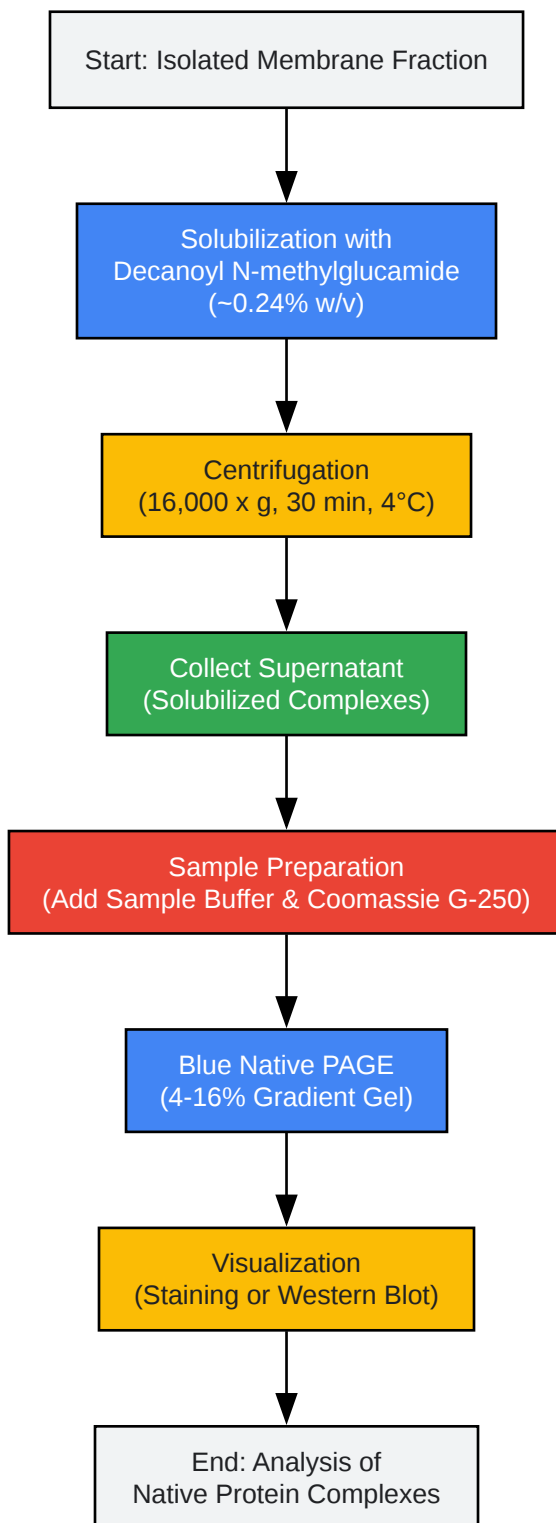 Start: Isolated Membrane Fraction
Solubilization with
Decanoyl N-methylglucamide
(~0.24% w/v)
Centrifugation
(16,000 x g, 30 min, 4°C)
Collect Supernatant
(Solubilized Complexes)
Sample Preparation
(Add Sample Buffer & Coomassie G-250)
Blue Native PAGE
(4-16% Gradient Gel)
Visualization
(Staining or Western Blot)
End: Analysis of
Native Protein Complexes